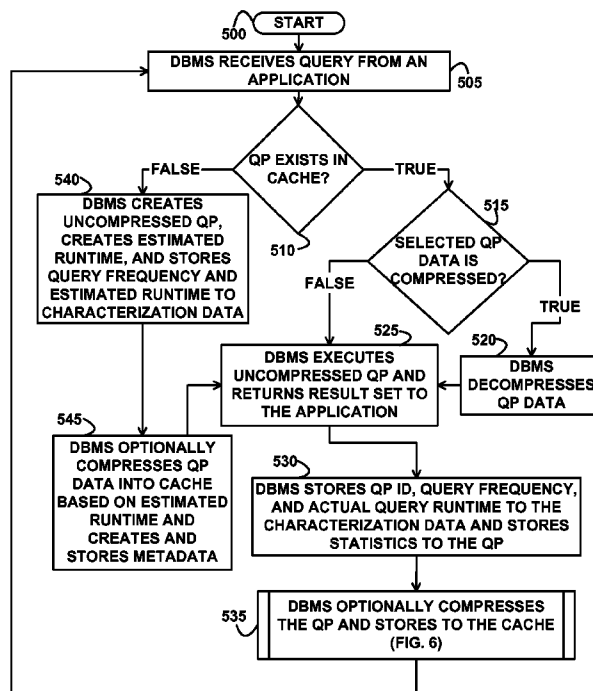 500
START
DBMS RECEIVES QUERY FROM AN
APPLICATION
505
QP EXISTS IN
CACHE?
510
FALSE
TRUE
540
DBMS CREATES
UNCOMPRESSED QP,
CREATES ESTIMATED
RUNTIME, AND STORES
QUERY FREQUENCY AND
ESTIMATED RUNTIME TO
CHARACTERIZATION DATA
515
SELECTED QP
DATA IS
COMPRESSED?
FALSE
TRUE
520
DBMS
DECOMPRESSES
QP DATA
525
DBMS EXECUTES
UNCOMPRESSED QP AND
RETURNS RESULT SET TO
THE APPLICATION
545
DBMS OPTIONALLY
COMPRESSES QP
DATA INTO CACHE
BASED ON ESTIMATED
RUNTIME AND
CREATES AND
STORES METADATA
530
DBMS STORES QP ID, QUERY FREQUENCY,
AND ACTUAL QUERY RUNTIME TO THE
CHARACTERIZATION DATA AND STORES
STATISTICS TO THE QP
535
DBMS OPTIONALLY COMPRESSES
THE QP AND STORES TO THE CACHE
(FIG. 6)